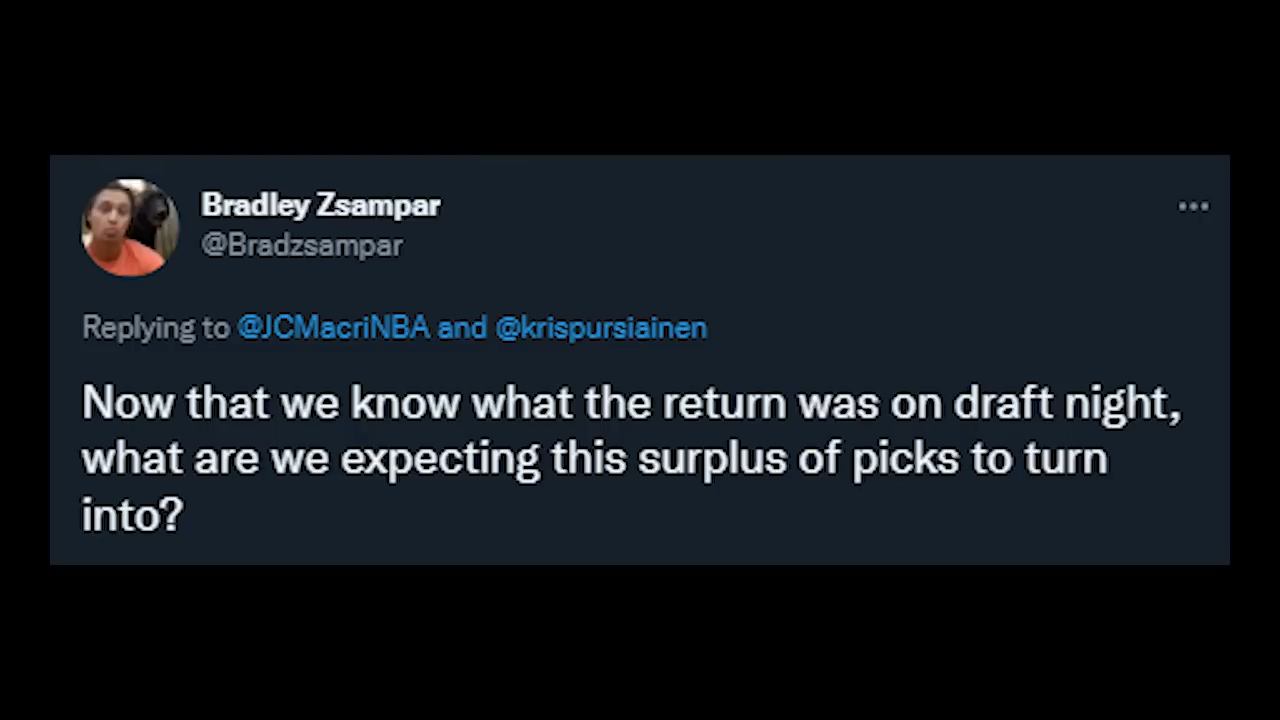 Bradley Zsampar
@Bradzsampar
Replying to @JCMacriNBA and @krispursiainen
Now that we know what the return was on draft night,
what are we expecting this surplus of picks to turn
into?